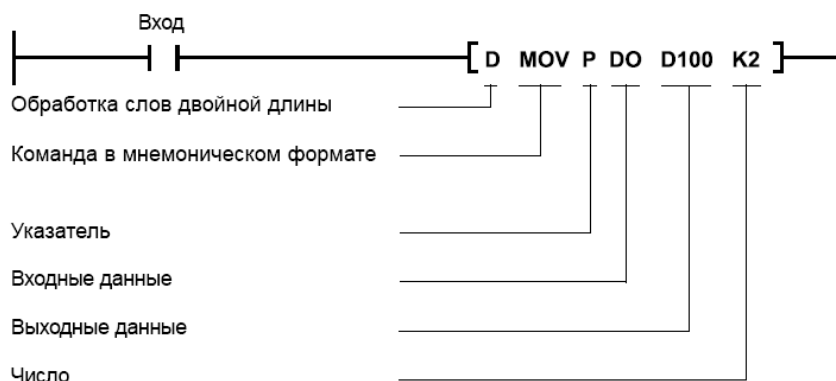 Вход
[ D MOV P DO D100 K2 ]
Обработка слов двойной длины
Команда в мнемоническом формате
Указатель
Входные данные
Выходные данные
Число